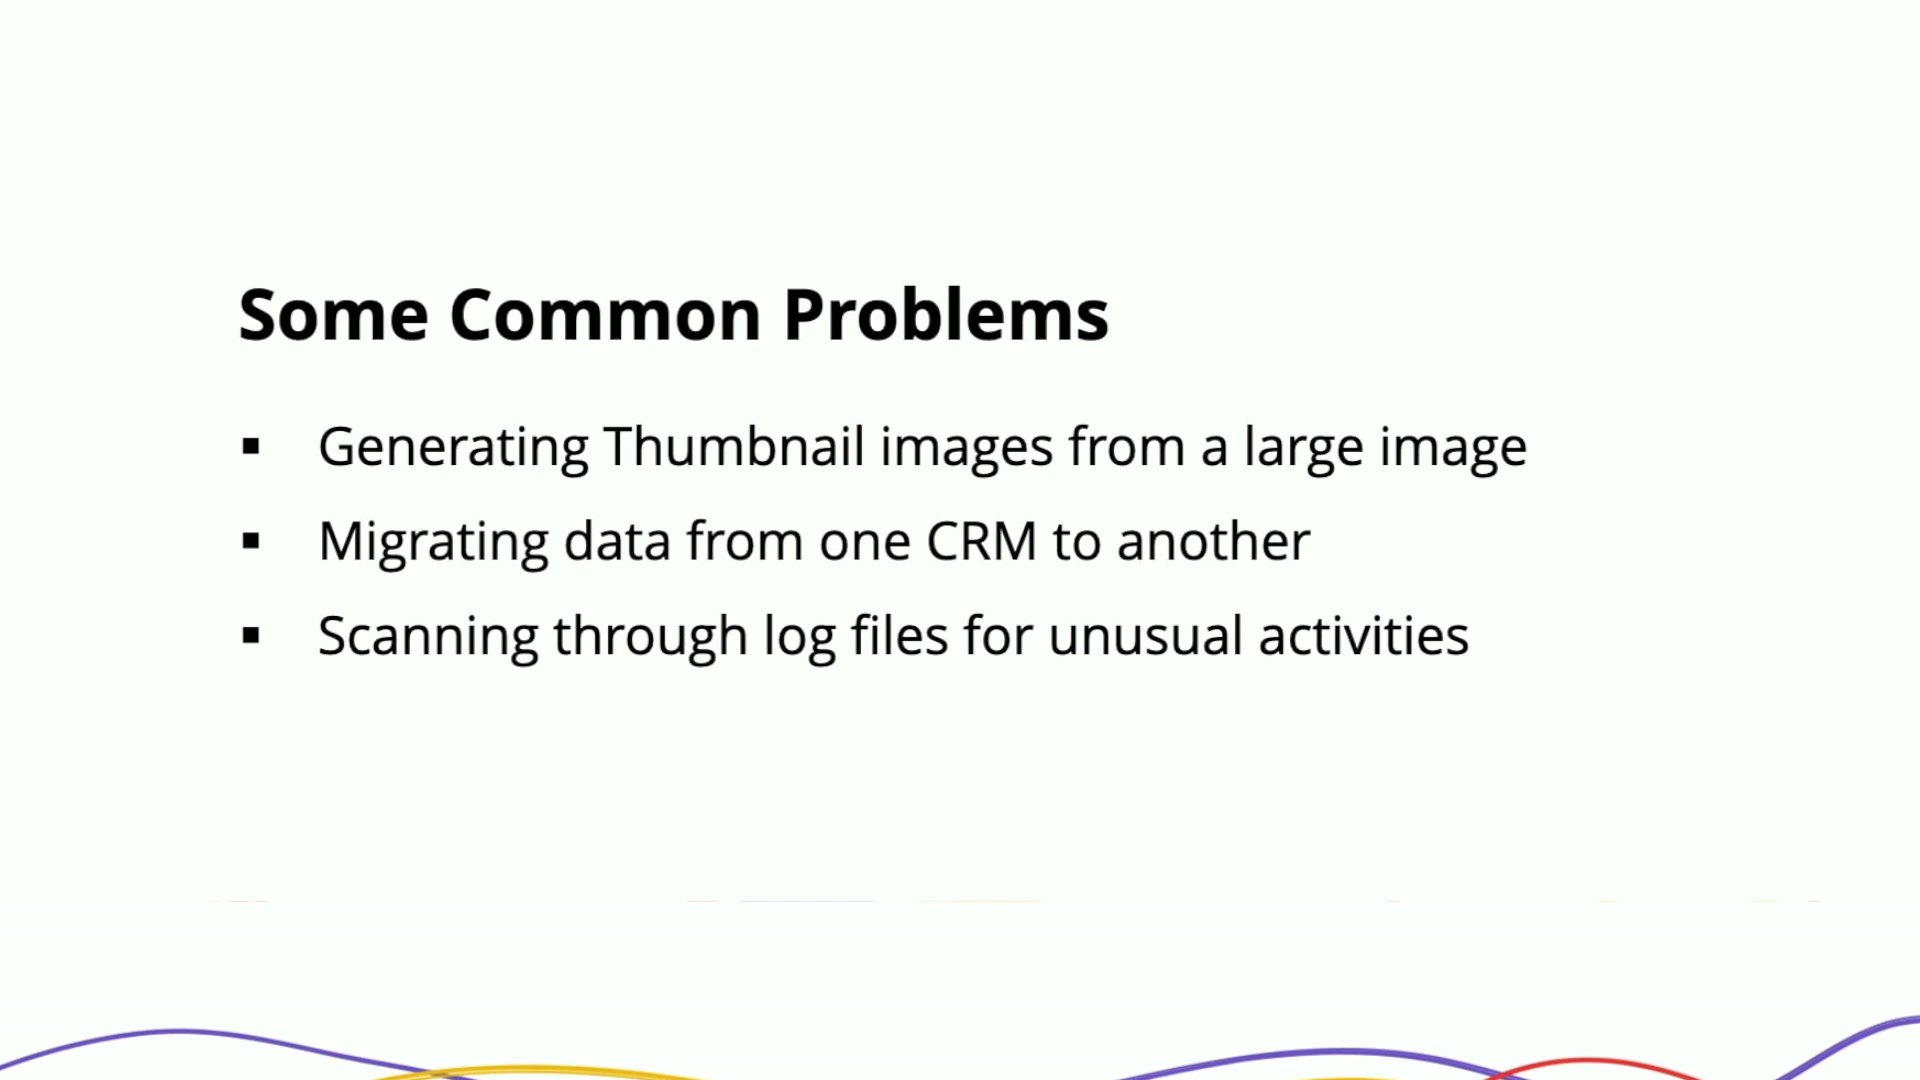 Some Common Problems
▪ Generating Thumbnail images from a large image
▪ Migrating data from one CRM to another
▪ Scanning through log files for unusual activities